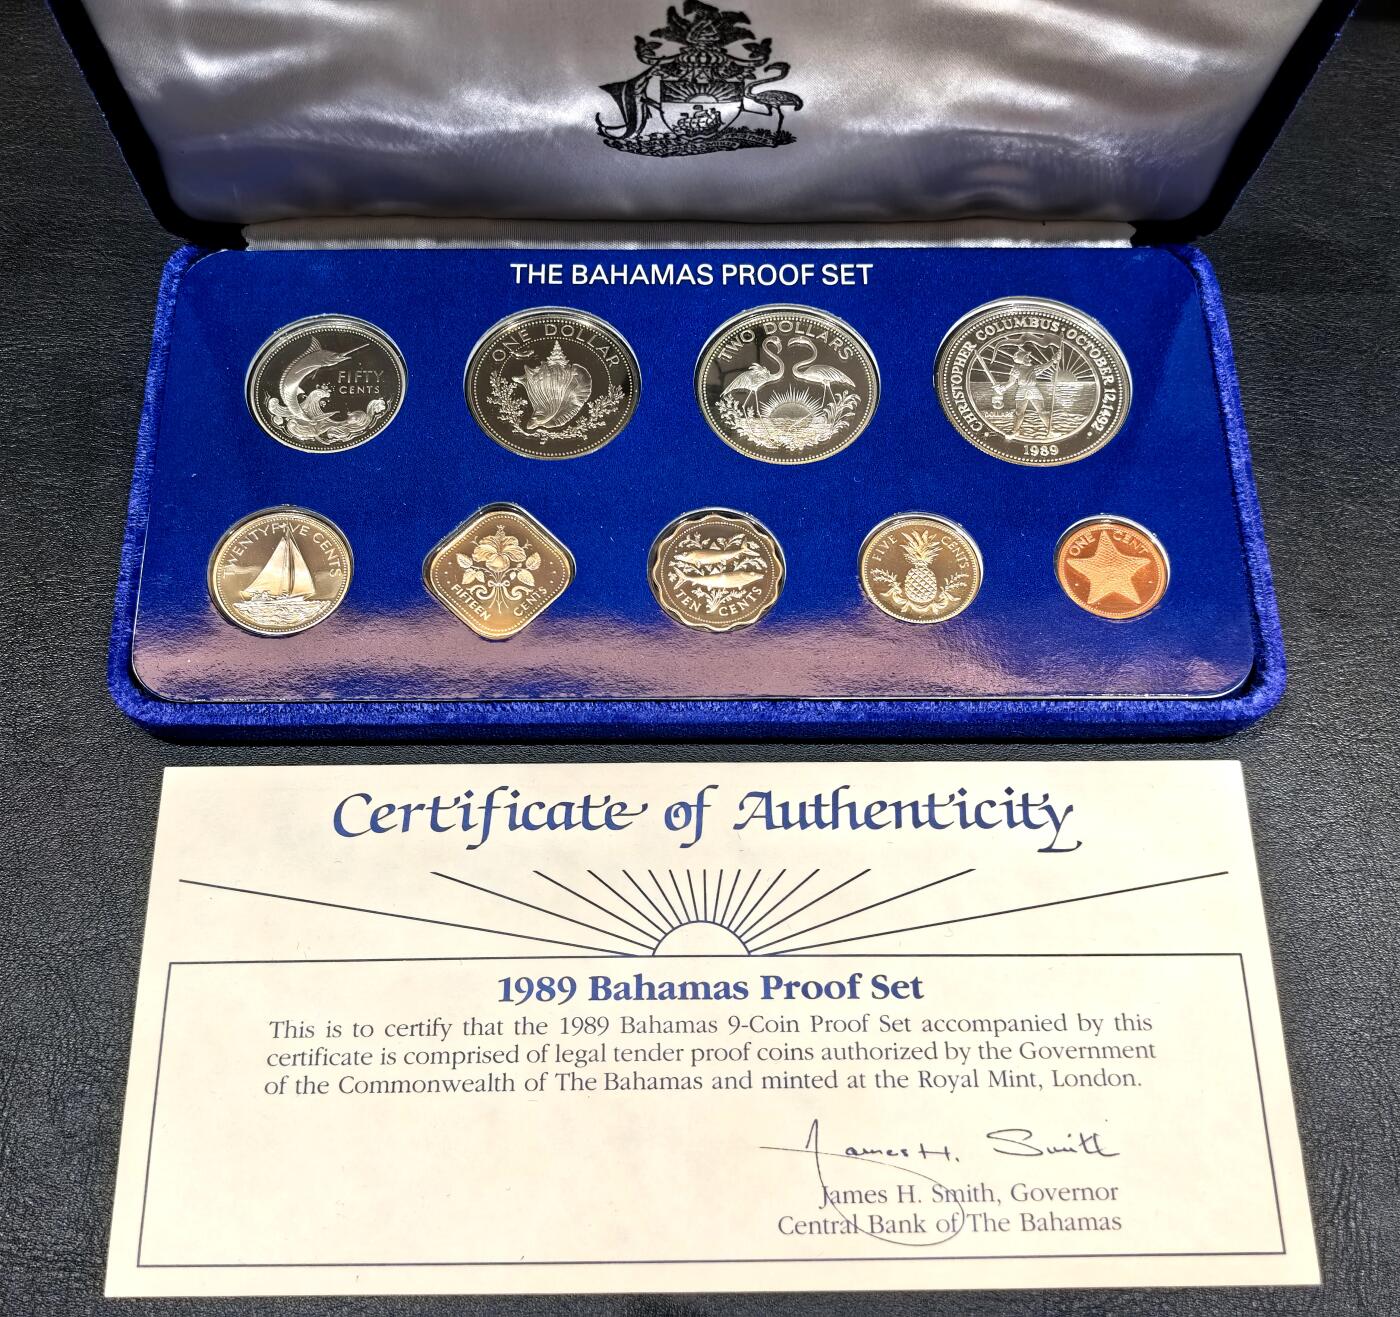 THE BAHAMAS PROOF SET
FIFTY
CENTS
ONE DOLLAR
TWO DOLLARS
CHRISTOPHER COLUMBUS · OCTOBER 12, 1492
DOLLARS
1989
TWENTY FIVE CENTS
FIFTEEN CENTS
TEN CENTS
FIVE CENTS
ONE CENT
Certificate of Authenticity
1989 Bahamas Proof Set
This is to certify that the 1989 Bahamas 9-Coin Proof Set accompanied by this
certificate is comprised of legal tender proof coins authorized by the Government
of the Commonwealth of The Bahamas and minted at the Royal Mint, London.
James H. Smith
James H. Smith, Governor
Central Bank of The Bahamas